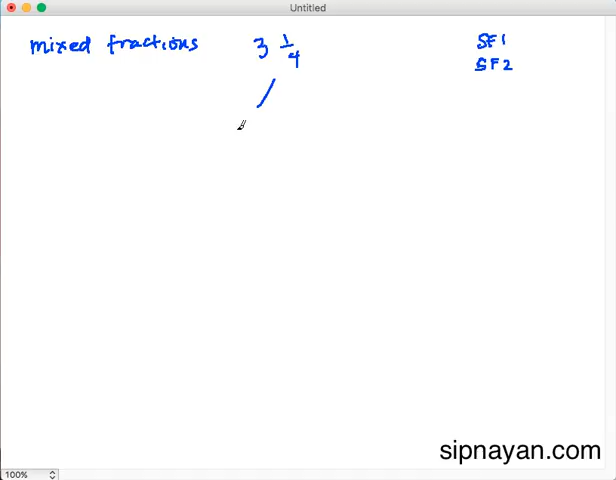 Untitled
mixed fractions 3 1/4
SF1
SF2
sipnayan.com
100%